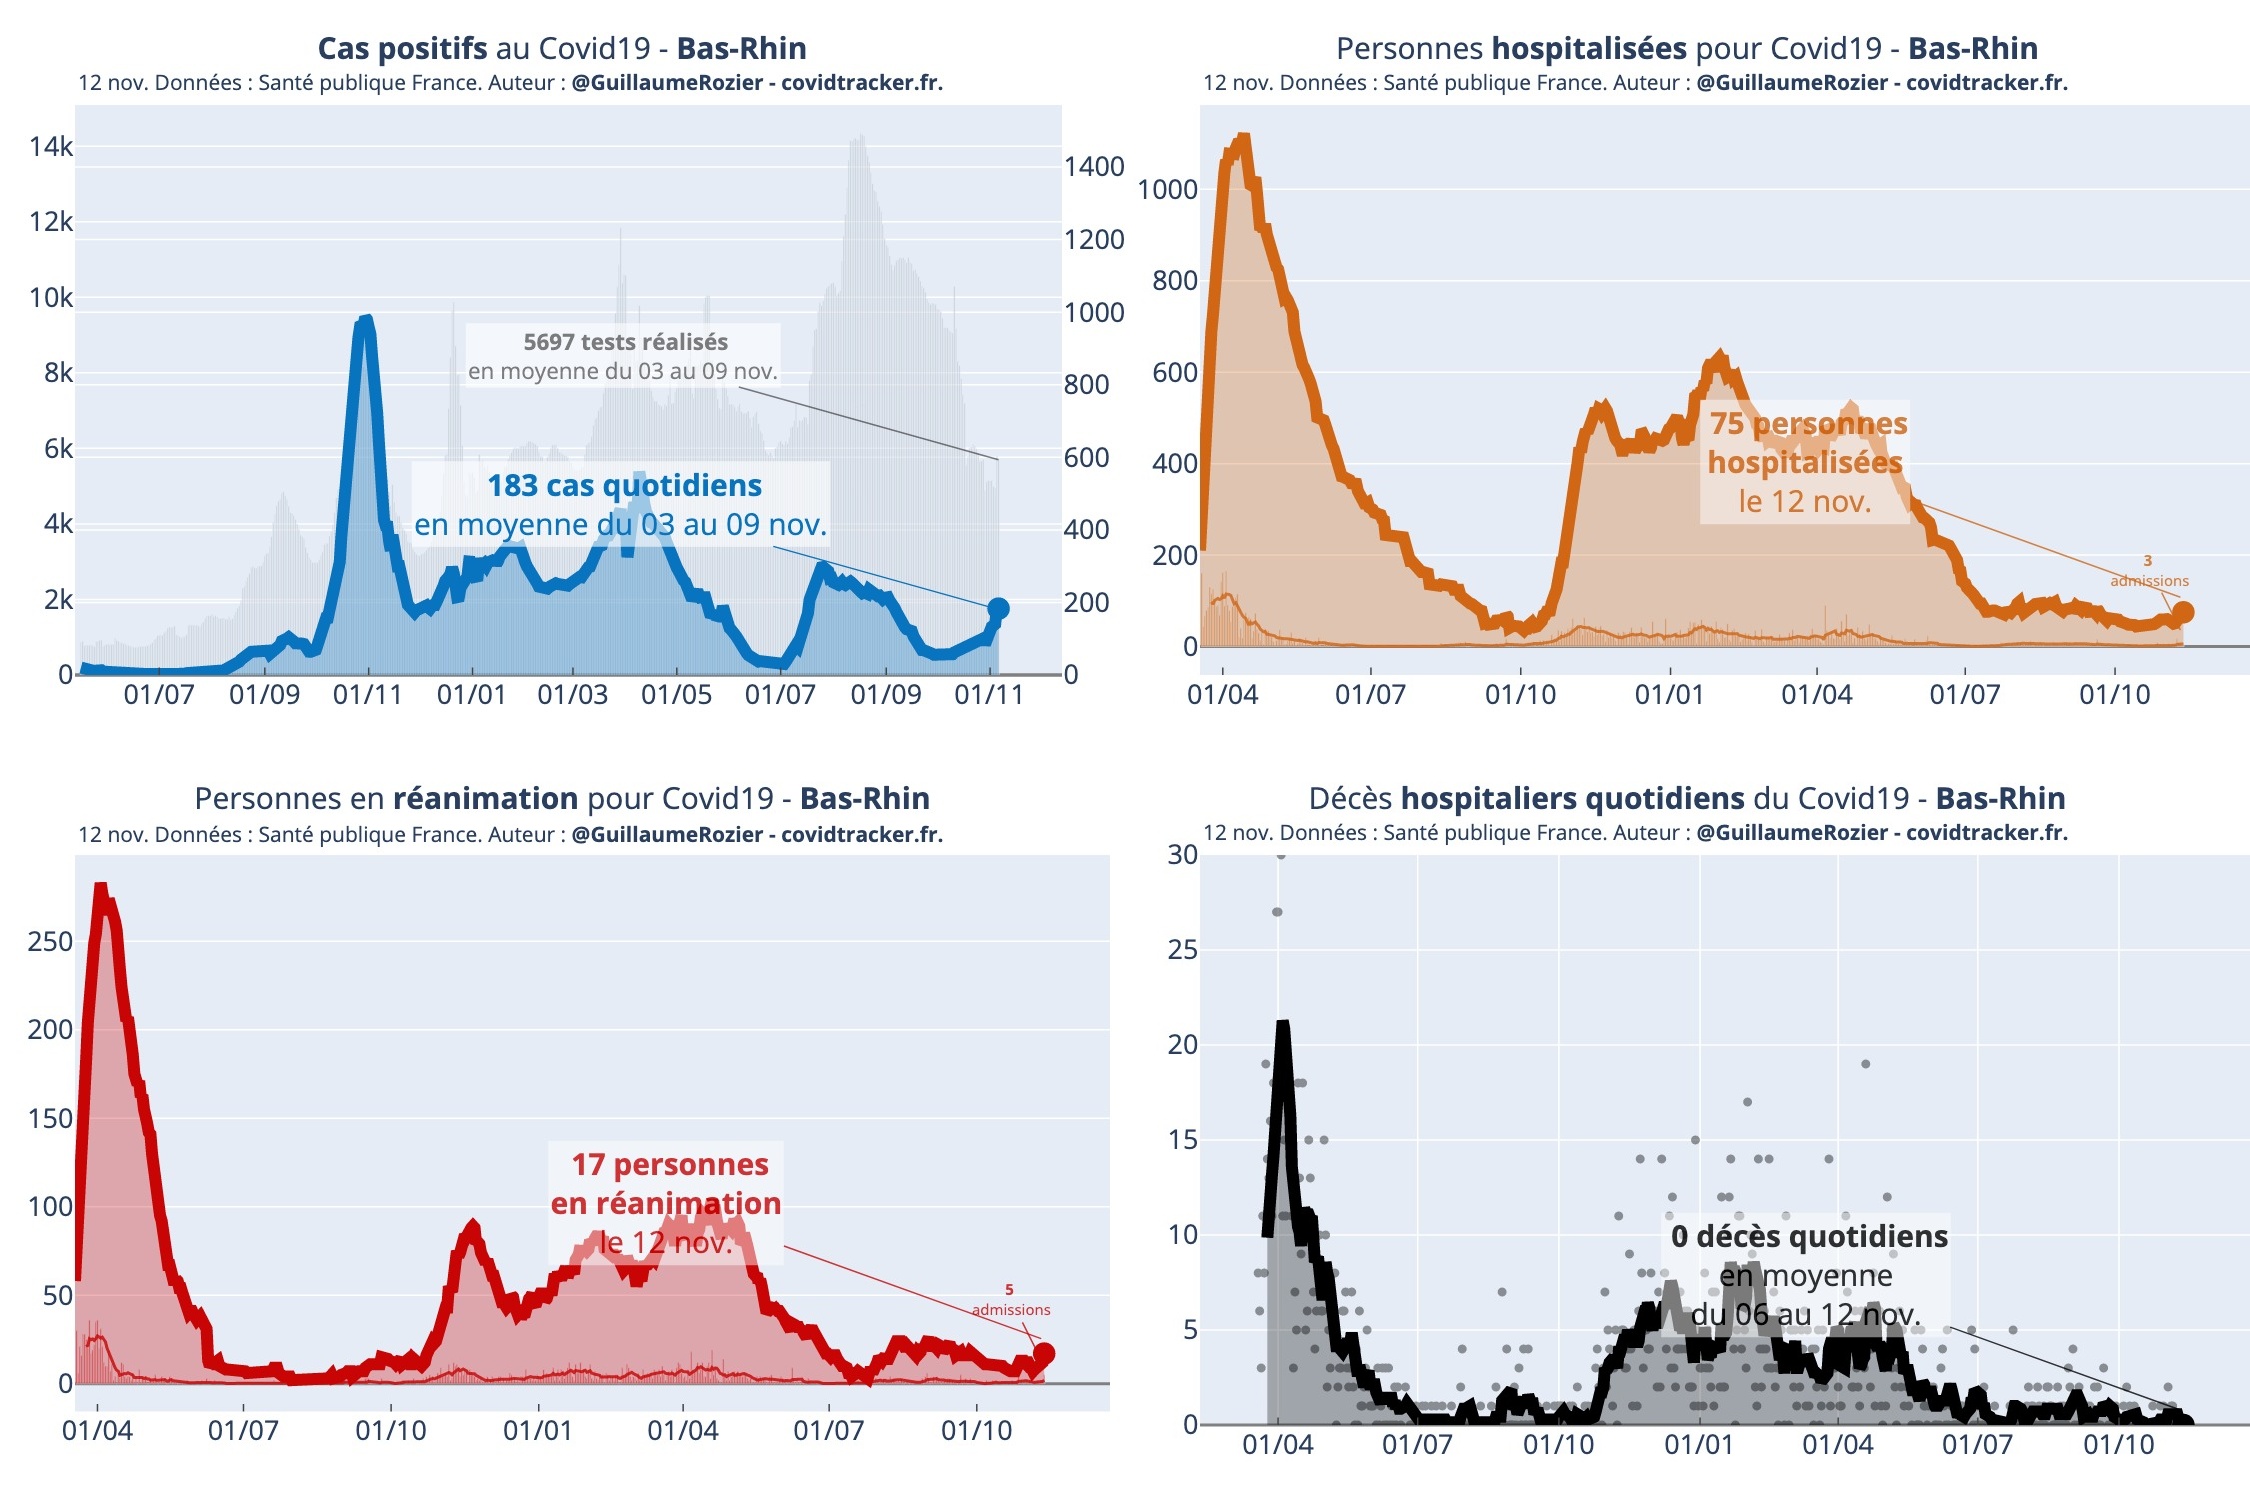 Cas positifs au Covid19 - Bas-Rhin
12 nov. Données : Santé publique France. Auteur : @GuillaumeRozier - covidtracker.fr.
14k
12k
10k
8k
6k
4k
2k
0
1400
1200
1000
800
600
400
200
0
5697 tests réalisés
en moyenne du 03 au 09 nov.
183 cas quotidiens
en moyenne du 03 au 09 nov.
01/07 01/09 01/11 01/01 01/03 01/05 01/07 01/09 01/11
Personnes hospitalisées pour Covid19 - Bas-Rhin
12 nov. Données : Santé publique France. Auteur : @GuillaumeRozier - covidtracker.fr.
1000
800
600
400
200
0
75 personnes
hospitalisées
le 12 nov.
3
admissions
01/04 01/07 01/10 01/01 01/04 01/07 01/10
Personnes en réanimation pour Covid19 - Bas-Rhin
12 nov. Données : Santé publique France. Auteur : @GuillaumeRozier - covidtracker.fr.
250
200
150
100
50
0
17 personnes
en réanimation
le 12 nov.
5
admissions
01/04 01/07 01/10 01/01 01/04 01/07 01/10
Décès hospitaliers quotidiens du Covid19 - Bas-Rhin
12 nov. Données : Santé publique France. Auteur : @GuillaumeRozier - covidtracker.fr.
30
25
20
15
10
5
0
0 décès quotidiens
en moyenne
du 06 au 12 nov.
01/04 01/07 01/10 01/01 01/04 01/07 01/10